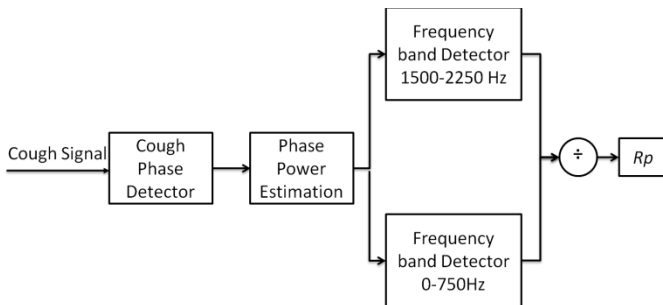 Frequency
band Detector
1500-2250 Hz
Cough Signal
Cough
Phase
Detector
Phase
Power
Estimation
÷
Rp
Frequency
band Detector
0-750Hz